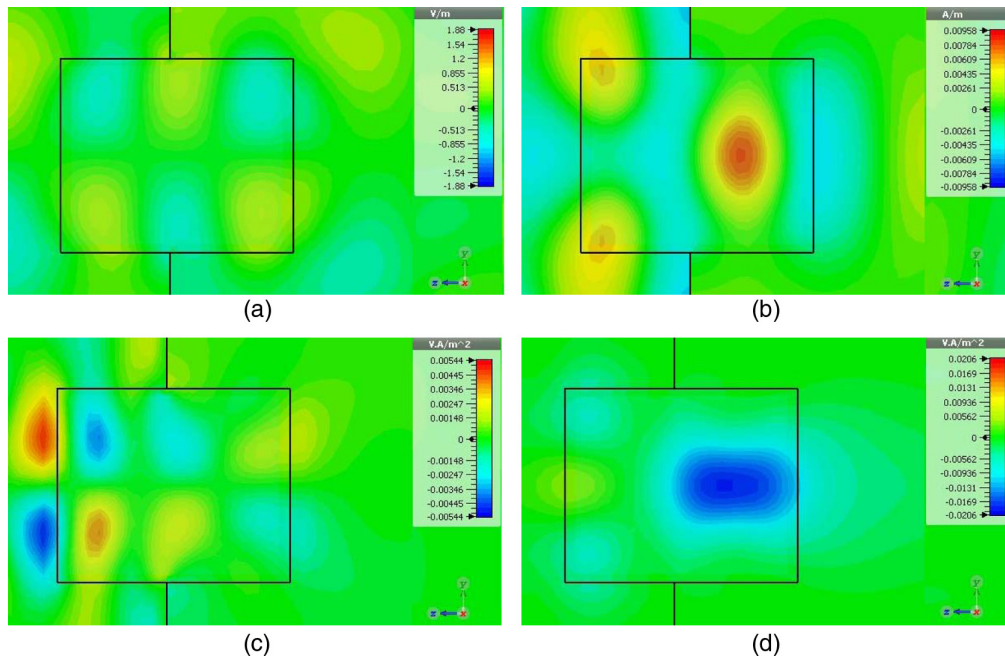 V/m
1.88
1.54
1.2
0.855
0.513
0
-0.513
-0.855
-1.2
-1.54
-1.88
y
z
x
(a)
A/m
0.00958
0.00784
0.00609
0.00435
0.00261
0
-0.00261
-0.00435
-0.00609
-0.00784
-0.00958
y
z
x
(b)
V.A/m^2
0.00544
0.00445
0.00346
0.00247
0.00148
0
-0.00148
-0.00247
-0.00346
-0.00445
-0.00544
y
z
x
(c)
V.A/m^2
0.0206
0.0169
0.0131
0.00936
0.00562
0
-0.00562
-0.00936
-0.0131
-0.0169
-0.0206
y
z
x
(d)